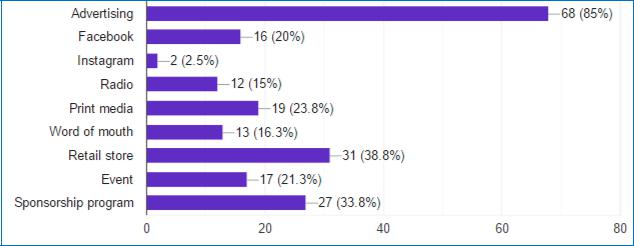 Advertising 68 (85%)
Facebook 16 (20%)
Instagram 2 (2.5%)
Radio 12 (15%)
Print media 19 (23.8%)
Word of mouth 13 (16.3%)
Retail store 31 (38.8%)
Event 17 (21.3%)
Sponsorship program 27 (33.8%)
0 20 40 60 80